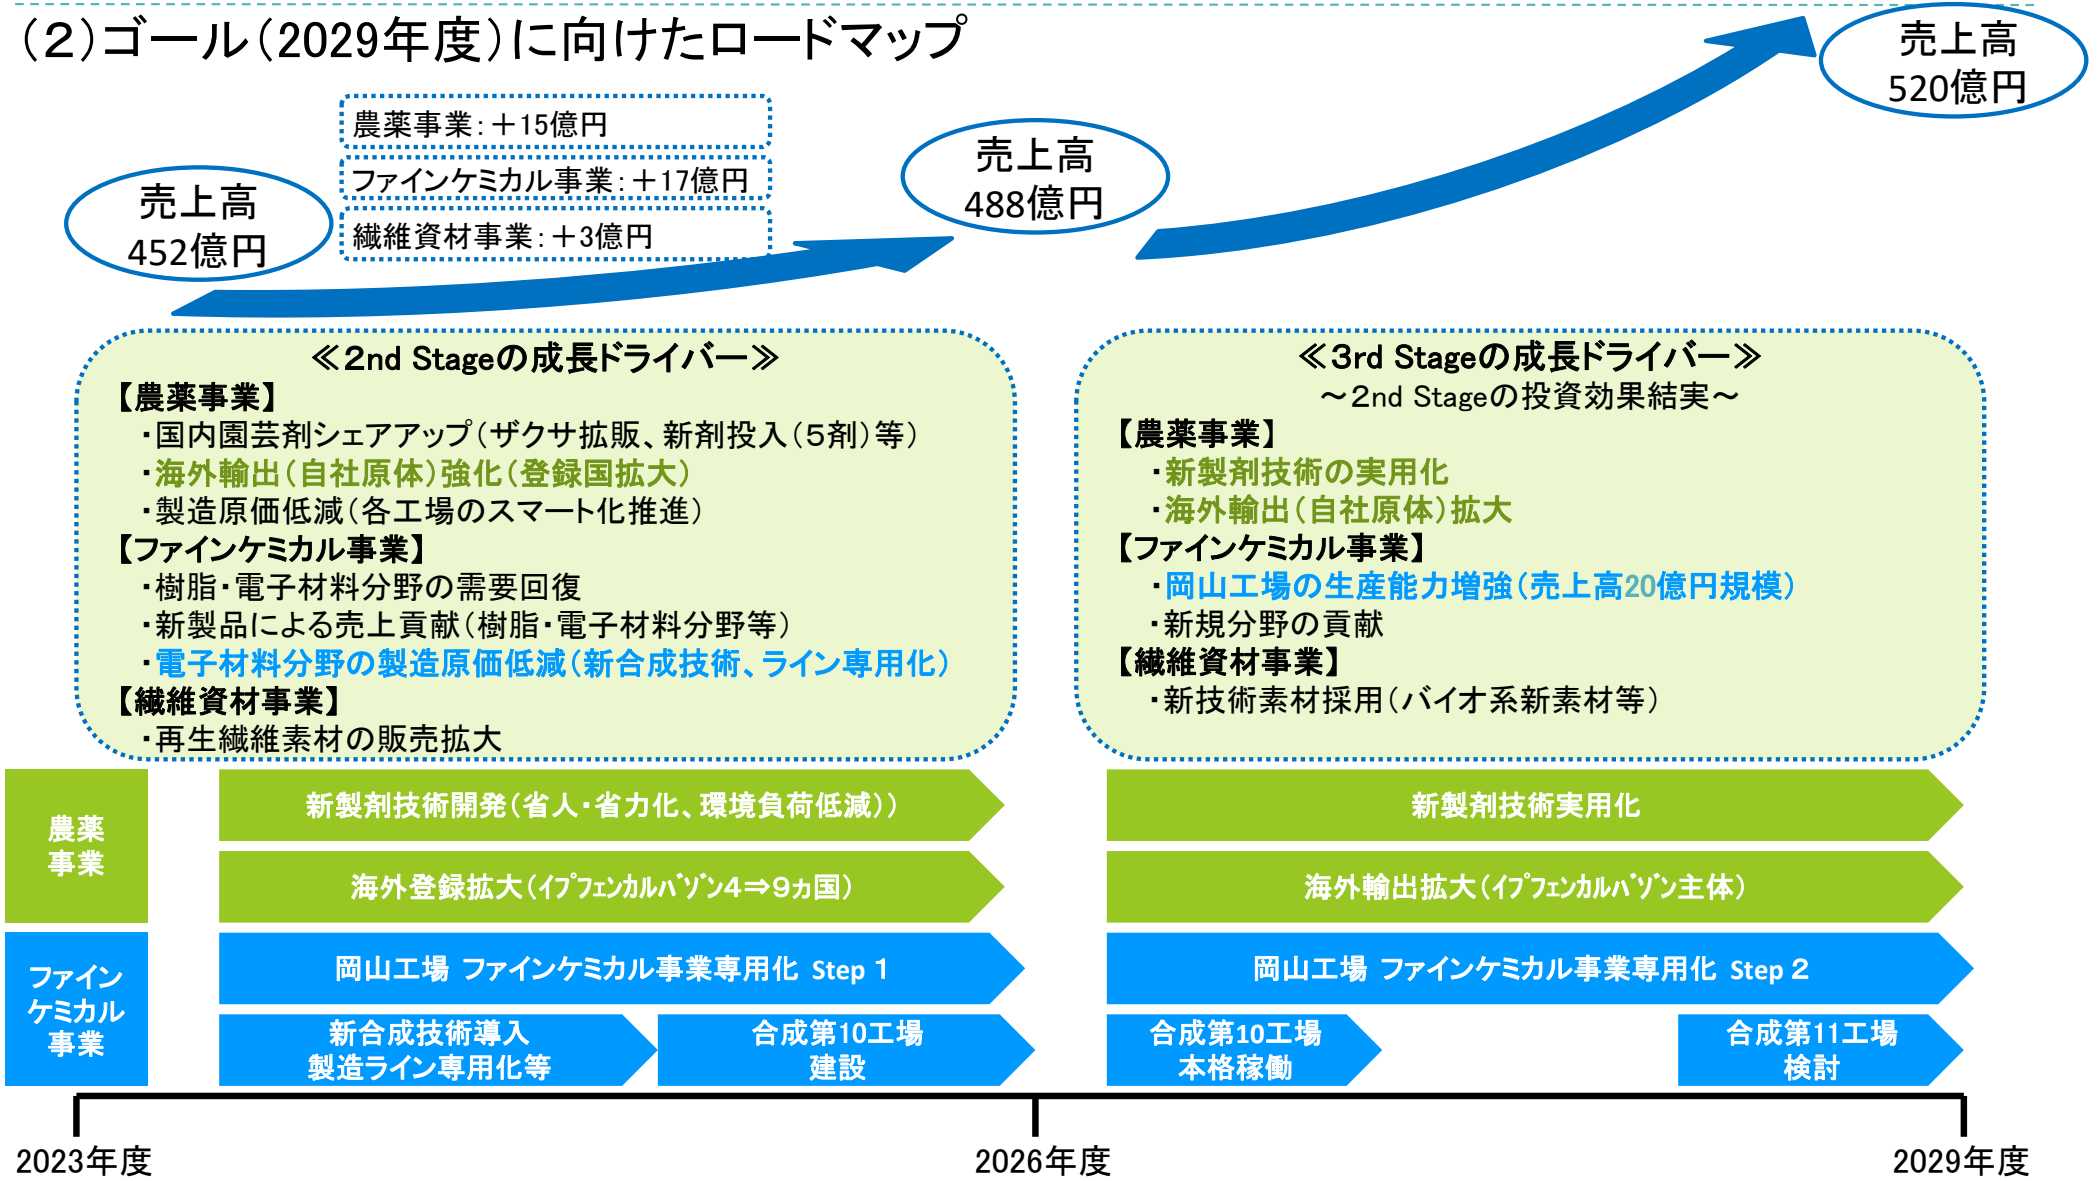 （２）ゴール（2029年度）に向けたロードマップ
売上高
520億円
農薬事業：＋15億円
ファインケミカル事業：＋17億円
繊維資材事業：＋3億円
売上高
452億円
売上高
488億円
≪２nd Stageの成長ドライバー≫
【農薬事業】
・国内園芸剤シェアアップ（ザクサ拡販、新剤投入（５剤）等）
・海外輸出（自社原体）強化（登録国拡大）
・製造原価低減（各工場のスマート化推進）
【ファインケミカル事業】
・樹脂・電子材料分野の需要回復
・新製品による売上貢献（樹脂・電子材料分野等）
・電子材料分野の製造原価低減（新合成技術、ライン専用化）
【繊維資材事業】
・再生繊維素材の販売拡大
≪３rd Stageの成長ドライバー≫
～２nd Stageの投資効果結実～
【農薬事業】
・新製剤技術の実用化
・海外輸出（自社原体）拡大
【ファインケミカル事業】
・岡山工場の生産能力増強（売上高20億円規模）
・新規分野の貢献
【繊維資材事業】
・新技術素材採用（バイオ系新素材等）
農薬
事業
新製剤技術開発（省人・省力化、環境負荷低減））
新製剤技術実用化
海外登録拡大（ｲﾌﾟﾌｪﾝｶﾙﾊﾞｿﾞﾝ４⇒９ヵ国）
海外輸出拡大（ｲﾌﾟﾌｪﾝｶﾙﾊﾞｿﾞﾝ主体）
ファイン
ケミカル
事業
岡山工場 ファインケミカル事業専用化 Step １
岡山工場 ファインケミカル事業専用化 Step ２
新合成技術導入
製造ライン専用化等
合成第10工場
建設
合成第10工場
本格稼働
合成第11工場
検討
2023年度
2026年度
2029年度